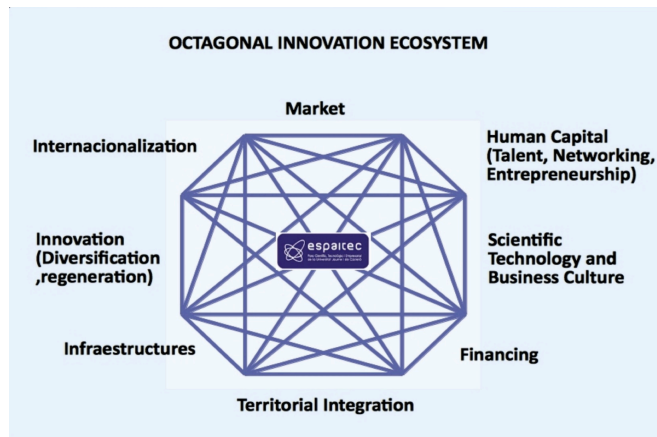 OCTAGONAL INNOVATION ECOSYSTEM
Market
Internacionalization
Human Capital
(Talent, Networking,
Entrepreneurship)
Innovation
(Diversification
,regeneration)
espaitec
Scientific
Technology and
Business Culture
Infraestructures
Financing
Territorial Integration